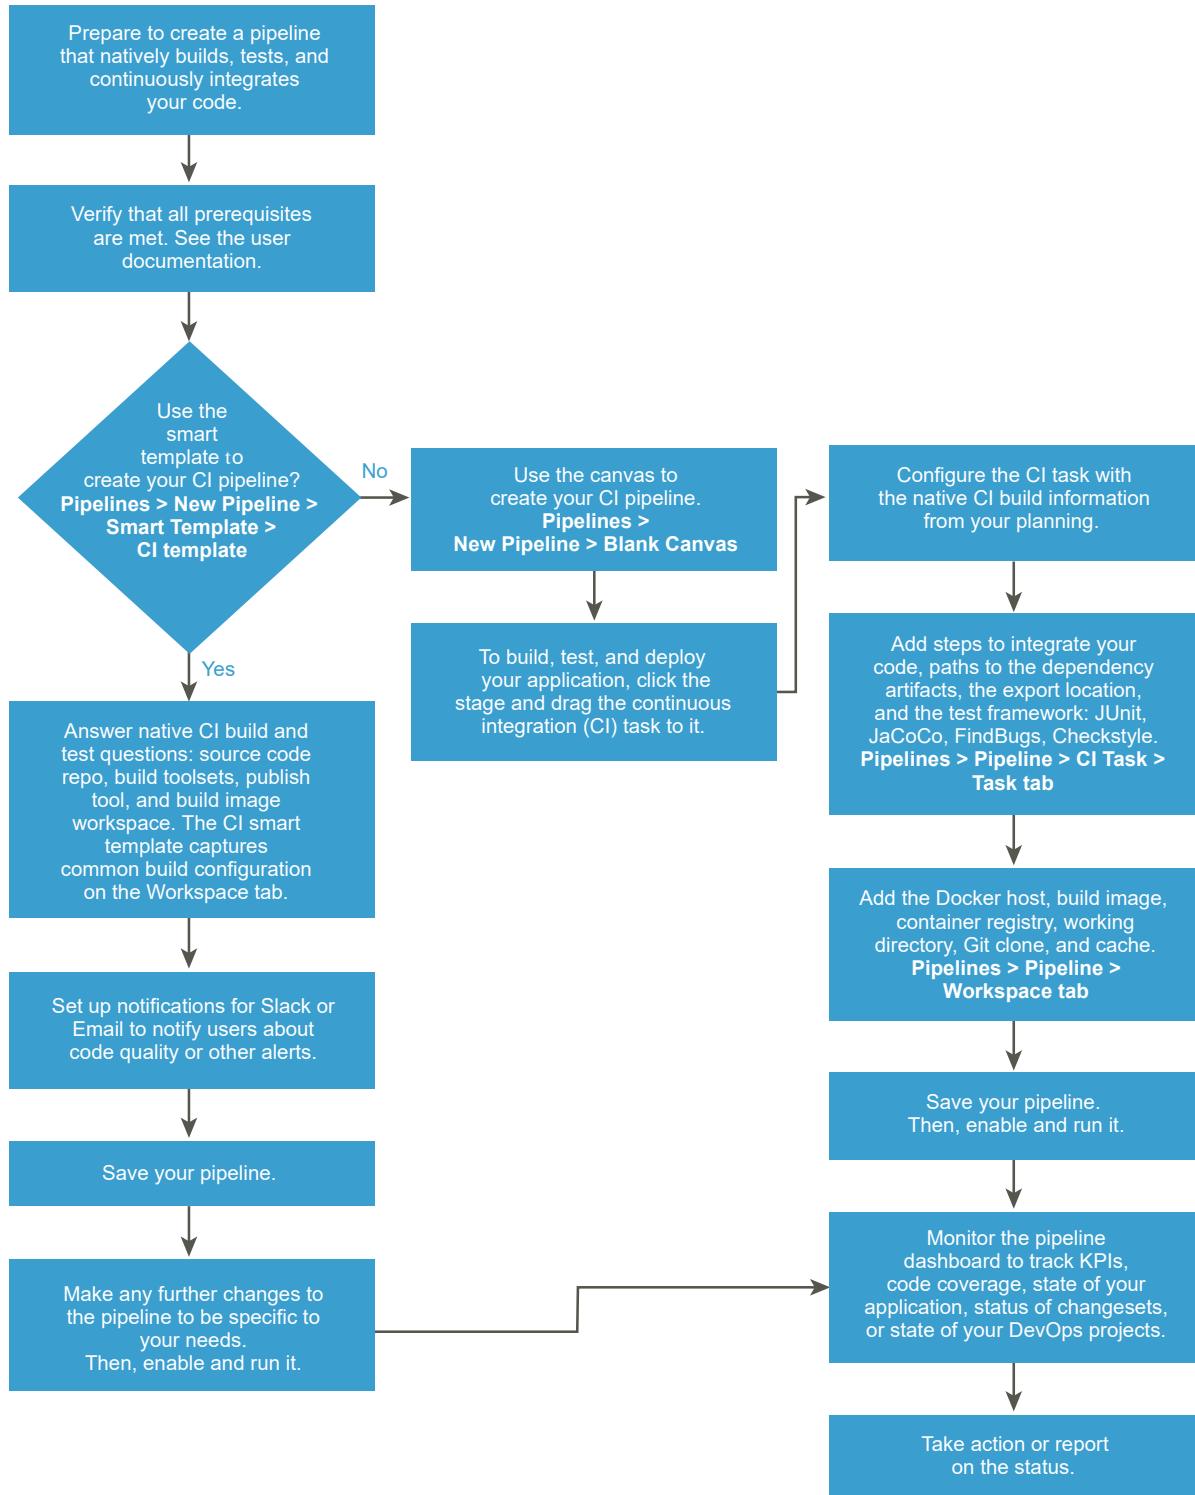 Prepare to create a pipeline
that natively builds, tests, and
continuously integrates
your code.
Verify that all prerequisites
are met. See the user
documentation.
Use the
smart
template to
create your CI pipeline?
Pipelines > New Pipeline >
Smart Template >
CI template
No
Yes
Answer native CI build and
test questions: source code
repo, build toolsets, publish
tool, and build image
workspace. The CI smart
template captures
common build configuration
on the Workspace tab.
Set up notifications for Slack or
Email to notify users about
code quality or other alerts.
Save your pipeline.
Make any further changes to
the pipeline to be specific to
your needs.
Then, enable and run it.
Use the canvas to
create your CI pipeline.
Pipelines >
New Pipeline > Blank Canvas
To build, test, and deploy
your application, click the
stage and drag the continuous
integration (CI) task to it.
Configure the CI task with
the native CI build information
from your planning.
Add steps to integrate your
code, paths to the dependency
artifacts, the export location,
and the test framework: JUnit,
JaCoCo, FindBugs, Checkstyle.
Pipelines > Pipeline > CI Task >
Task tab
Add the Docker host, build image,
container registry, working
directory, Git clone, and cache.
Pipelines > Pipeline >
Workspace tab
Save your pipeline.
Then, enable and run it.
Monitor the pipeline
dashboard to track KPIs,
code coverage, state of your
application, status of changesets,
or state of your DevOps projects.
Take action or report
on the status.